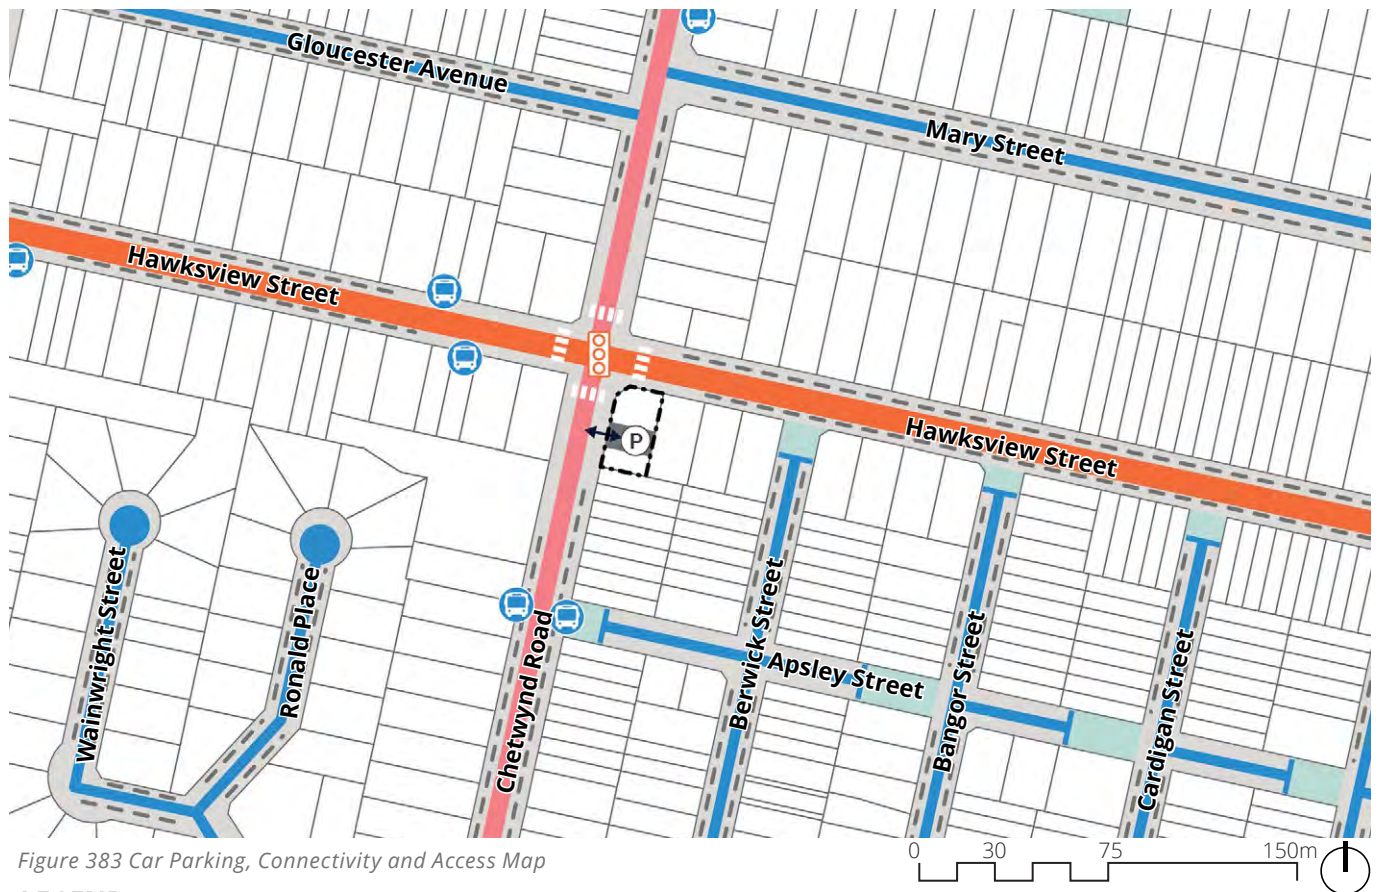 Gloucester Avenue
Mary Street
Hawksview Street
Hawksview Street
P
Wainwright Street
Ronald Place
Chetwynd Road
Berwick Street
Apsley Street
Bangor Street
Cardigan Street
Figure 383 Car Parking, Connectivity and Access Map
0 30 75 150m